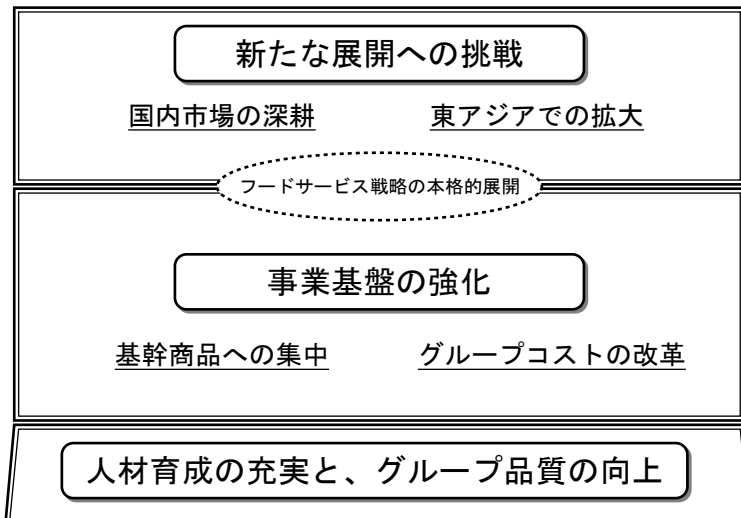 新たな展開への挑戦
国内市場の深耕　東アジアでの拡大
フードサービス戦略の本格的展開
事業基盤の強化
基幹商品への集中　グループコストの改革
人材育成の充実と、グループ品質の向上